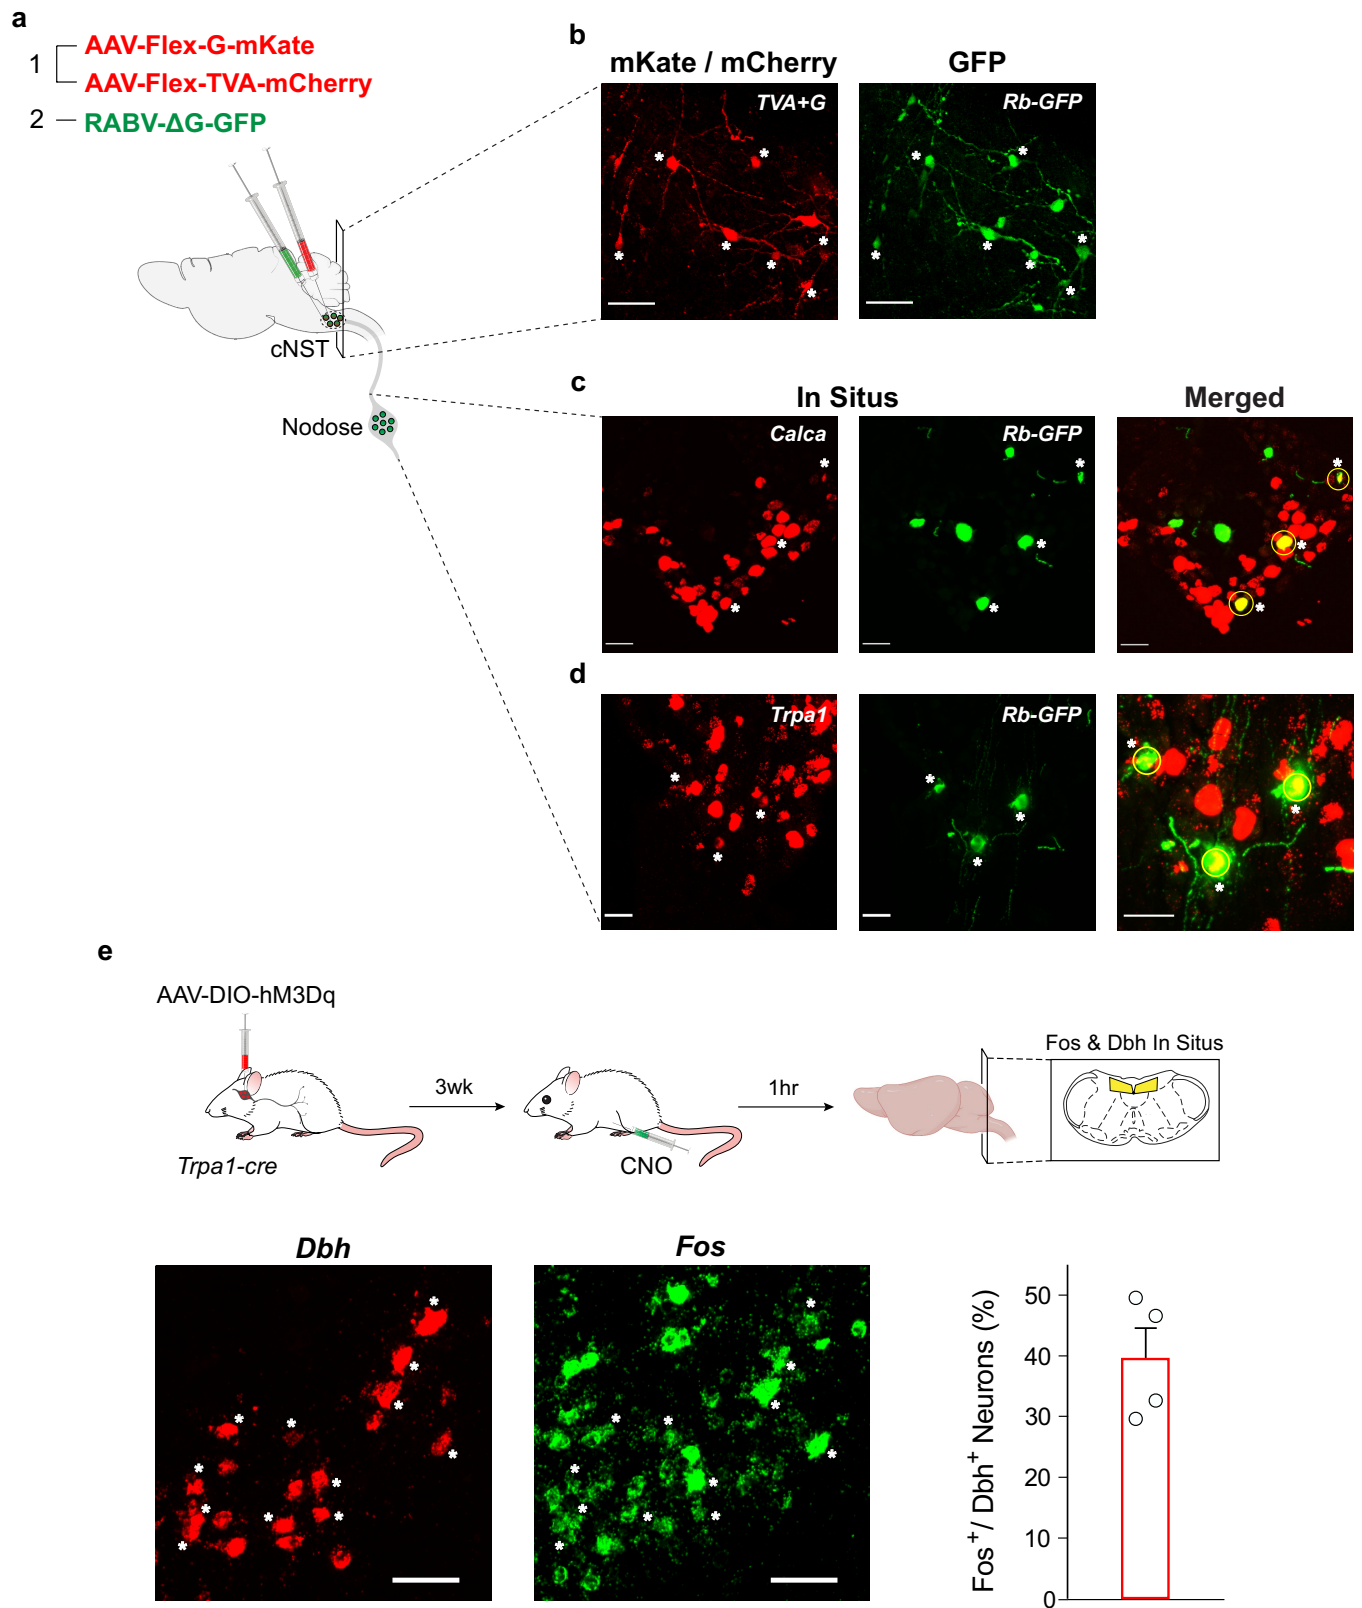 a
1
AAV-Flex-G-mKate
AAV-Flex-TVA-mCherry
2
RABV-ΔG-GFP
cNST
Nodose
b
mKate / mCherry
GFP
TVA+G
Rb-GFP
*
c
In Situs
Merged
Calca
Rb-GFP
d
Trpa1
Rb-GFP
e
AAV-DIO-hM3Dq
Trpa1-cre
3wk
CNO
1hr
Fos & Dbh In Situs
Dbh
Fos
Fos⁺ / Dbh⁺ Neurons (%)
50
40
30
20
10
0